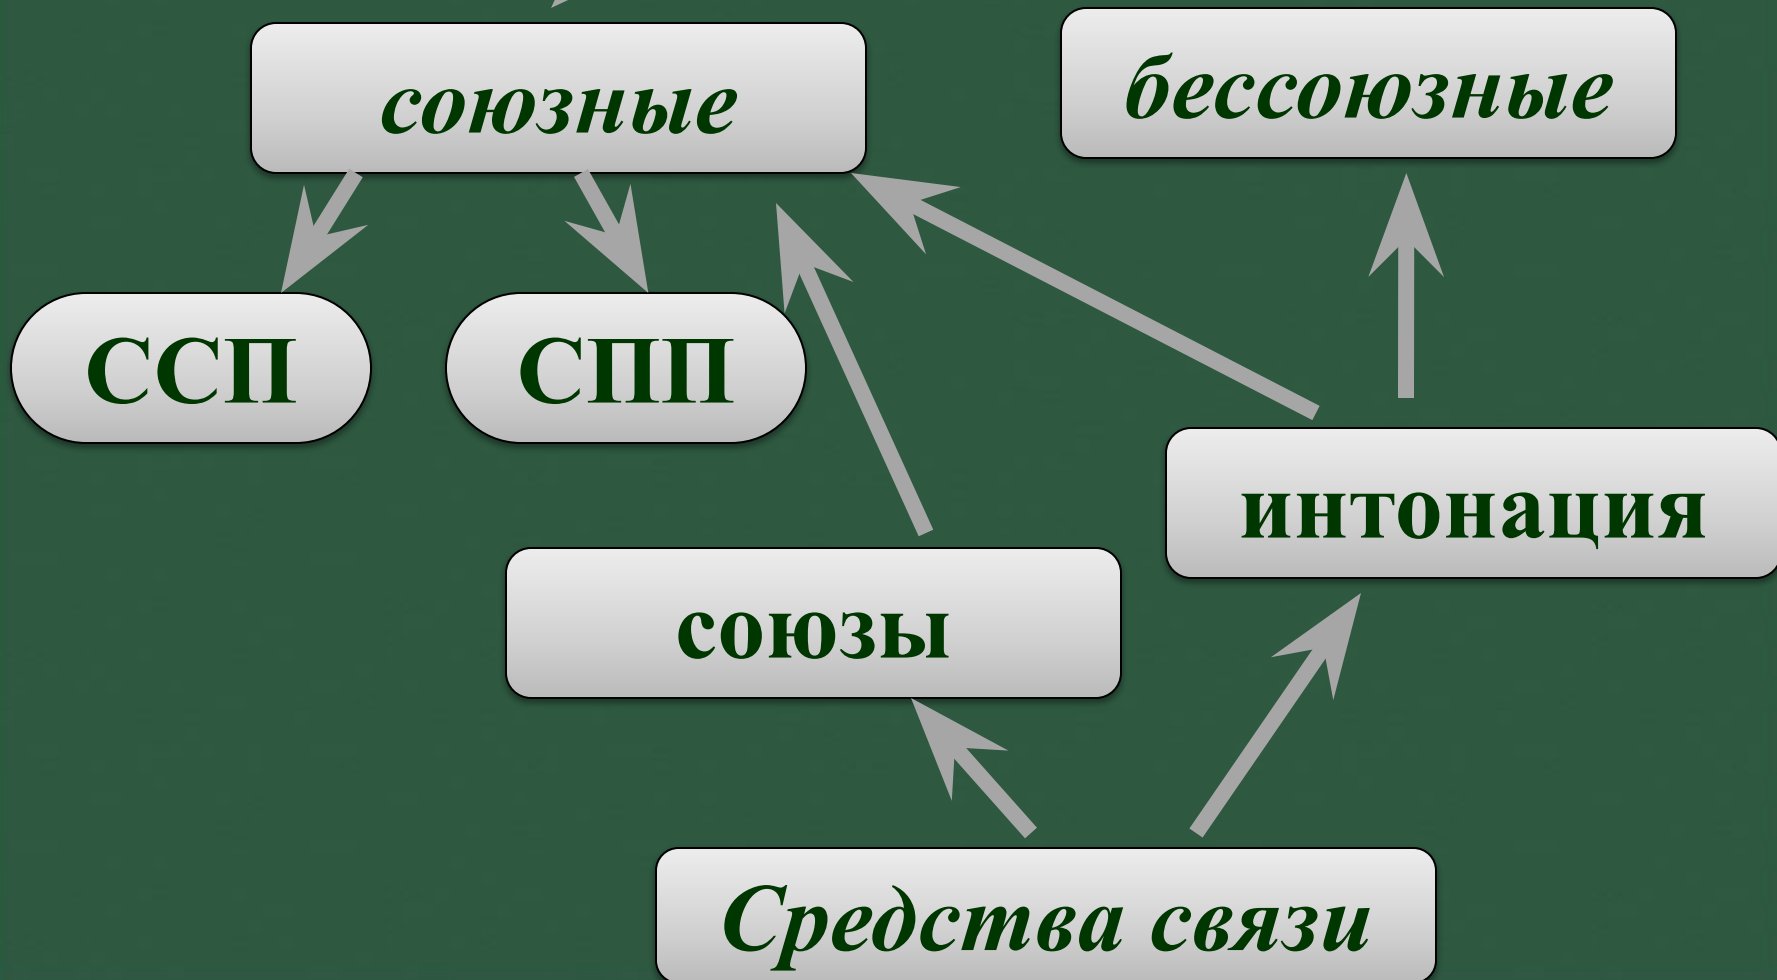 союзные
бессоюзные
ССП
СПП
интонация
союзы
Средства связи